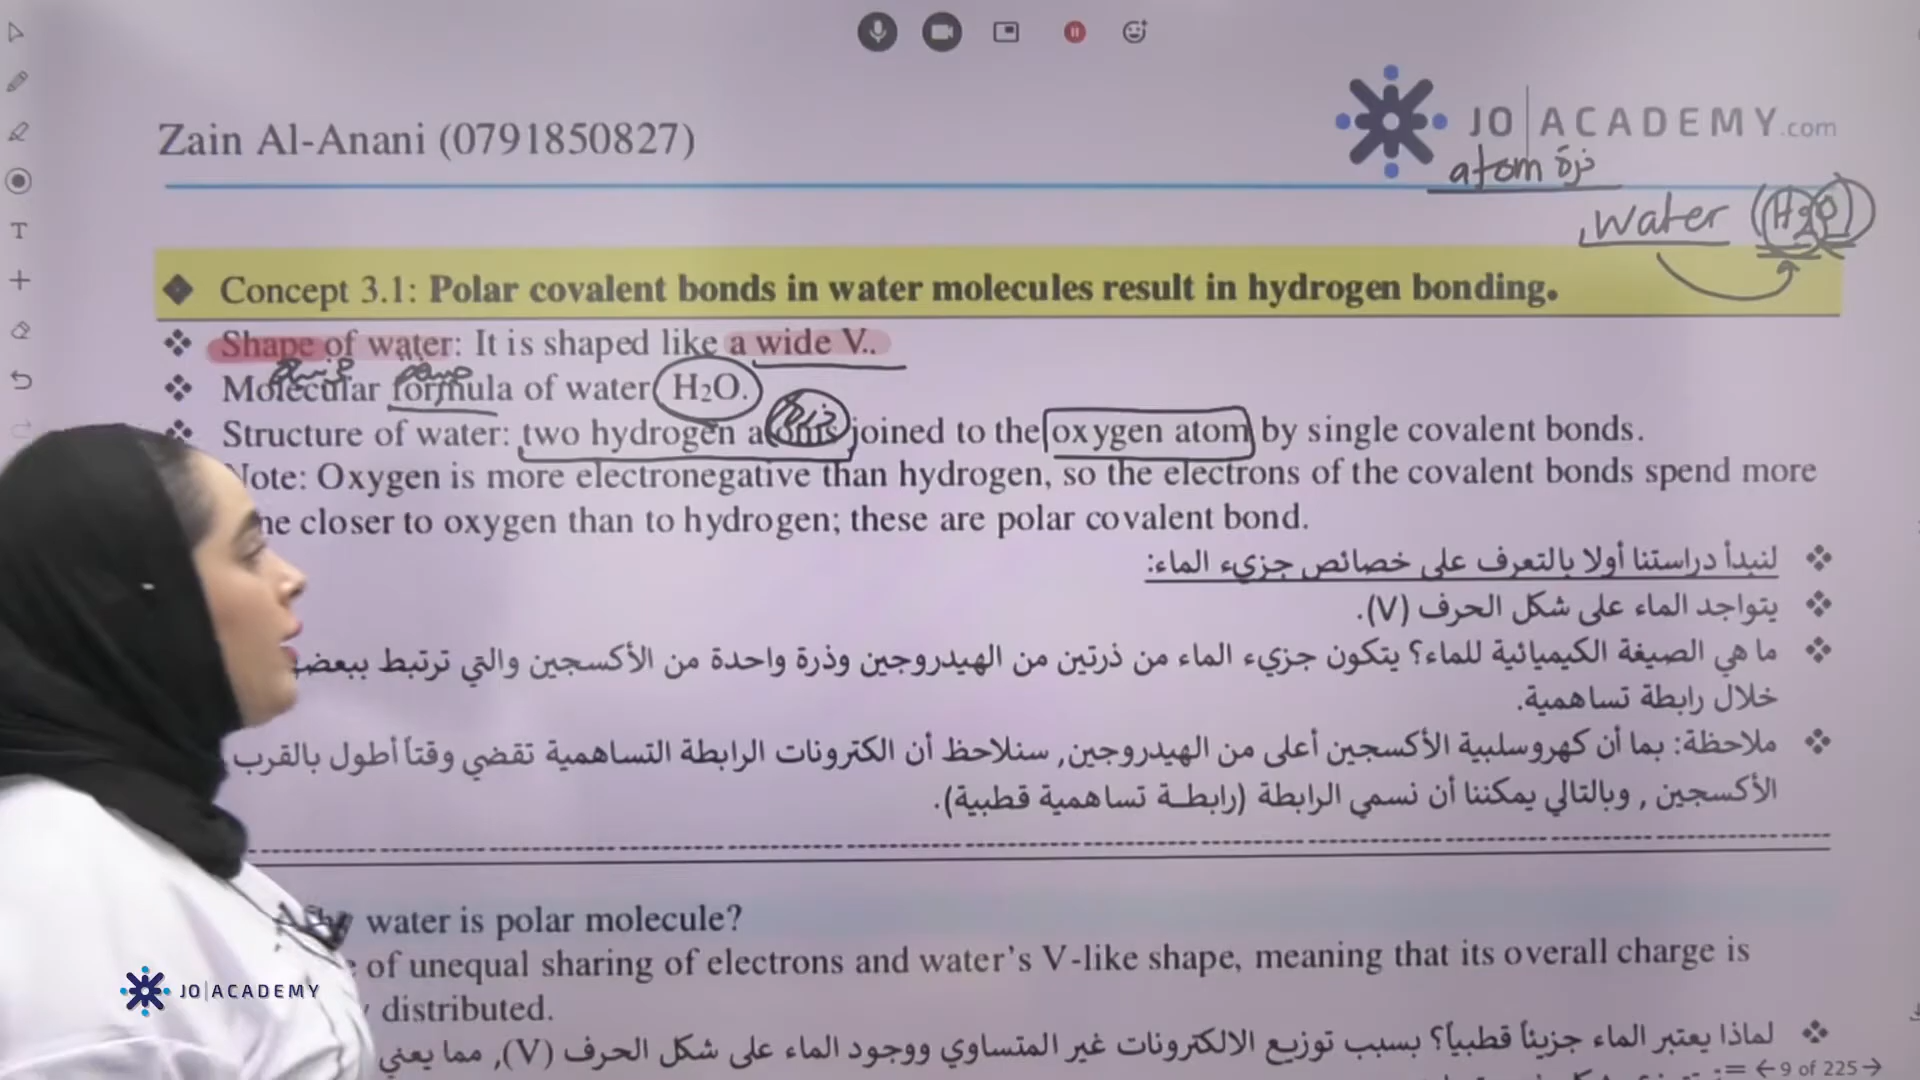 Zain Al-Anani (0791850827)
JO ACADEMY.com
atom ذرة
water (H2O)
Concept 3.1: Polar covalent bonds in water molecules result in hydrogen bonding.
Shape of water: It is shaped like a wide V..
Molecular formula of water H2O.
Structure of water: two hydrogen atoms joined to the oxygen atom by single covalent bonds.
Note: Oxygen is more electronegative than hydrogen, so the electrons of the covalent bonds spend more
closer to oxygen than to hydrogen; these are polar covalent bond.
لنبدأ دراستنا أولا بالتعرف على خصائص جزيء الماء:
يتواجد الماء على شكل الحرف (V).
ما هي الصيغة الكيميائية للماء؟ يتكون جزيء الماء من ذرتين من الهيدروجين وذرة واحدة من الأكسجين والتي ترتبط ببعضه
خلال رابطة تساهمية.
ملاحظة: بما أن كهروسلبية الأكسجين أعلى من الهيدروجين, سنلاحظ أن الكترونات الرابطة التساهمية تقضي وقتاً أطول بالقرب
الأكسجين , وبالتالي يمكننا أن نسمي الرابطة (رابطة تساهمية قطبية).
water is polar molecule?
of unequal sharing of electrons and water's V-like shape, meaning that its overall charge is
distributed.
لماذا يعتبر الماء جزيئاً قطبياً؟ بسبب توزيع الالكترونات غير المتساوي ووجود الماء على شكل الحرف (V), مما يعني
JO ACADEMY
9 of 225